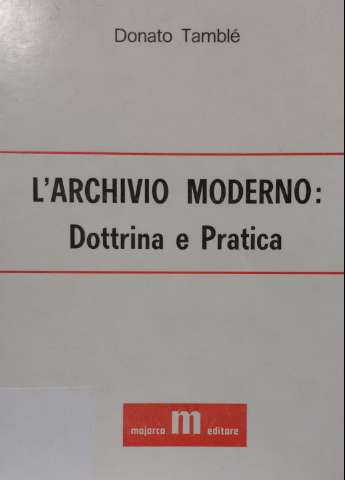 Donato Tamblé
L'ARCHIVIO MODERNO:
Dottrina e Pratica
majorca m editore